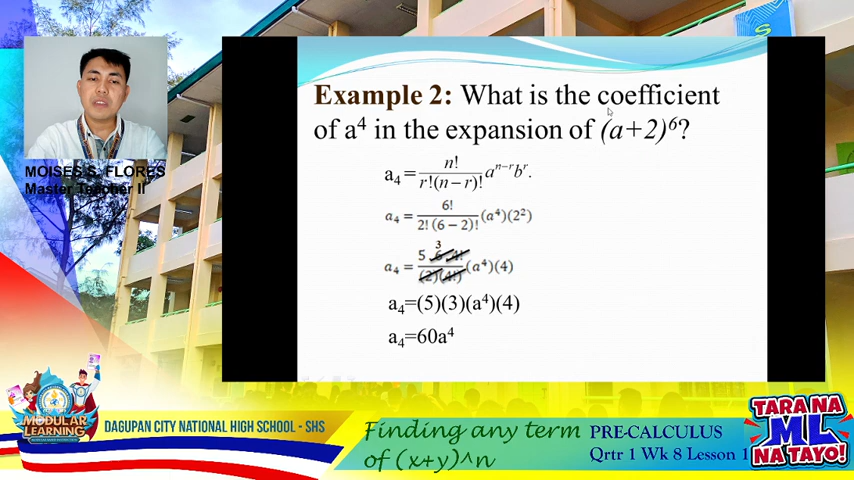 Example 2: What is the coefficient
of a⁴ in the expansion of (a+2)⁶?
a₄ = n! / r!(n−r)! aⁿ⁻ʳbʳ.
a₄ = 6! / 2! (6 − 2)! (a⁴)(2²)
3
a₄ = 5 6 4! / (2)(4!) (a⁴)(4)
a₄=(5)(3)(a⁴)(4)
a₄=60a⁴
MOISES S. FLORES
Master Teacher II
MODULAR
LEARNING
DAGUPAN CITY NATIONAL HIGH SCHOOL - SHS
Finding any term
of (x+y)^n
PRE-CALCULUS
Qrtr 1 Wk 8 Lesson 1
TARA NA
ML
NA TAYO!